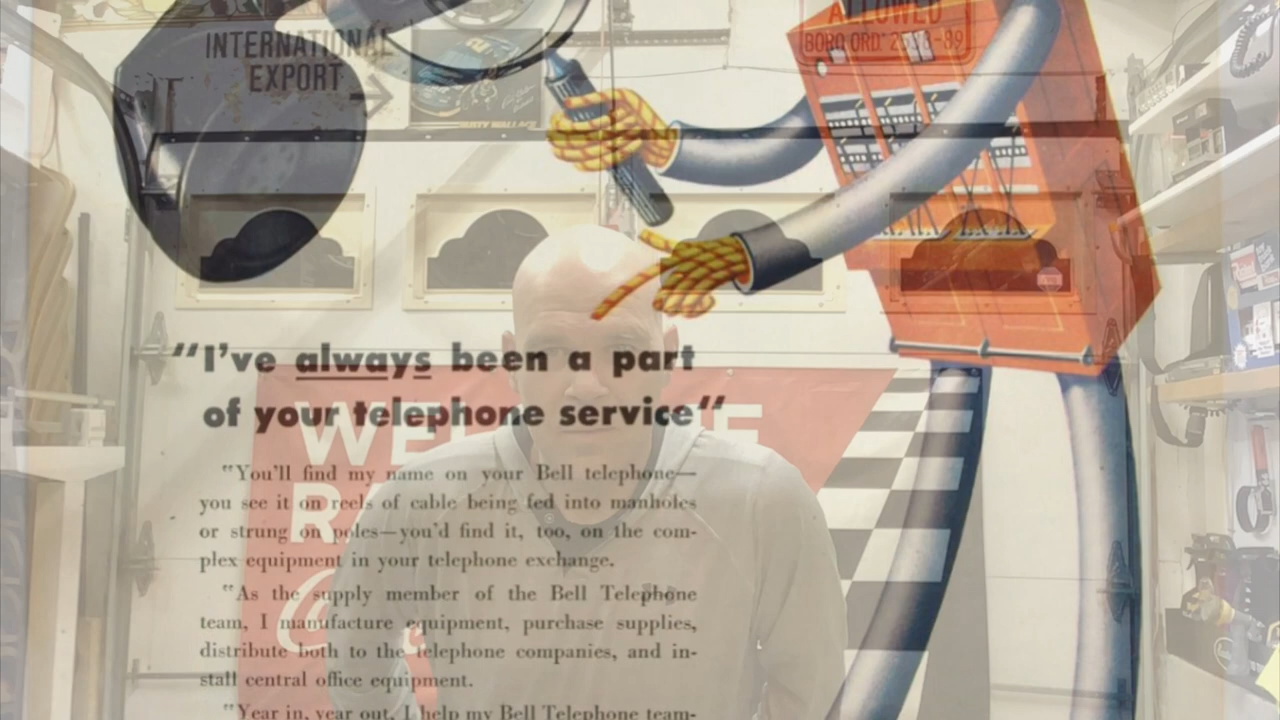 INTERNATIONAL
EXPORT
ALLOWED
BORO ORD.
"I've always been a part
of your telephone service"
"You'll find my name on your Bell telephone—
you see it on reels of cable being fed into manholes
or strung on poles—you'd find it, too, on the com-
plex equipment in your telephone exchange.
"As the supply member of the Bell Telephone
team, I manufacture equipment, purchase supplies,
distribute both to the telephone companies, and in-
stall central office equipment.
"Year in, year out, I help my Bell Telephone team-